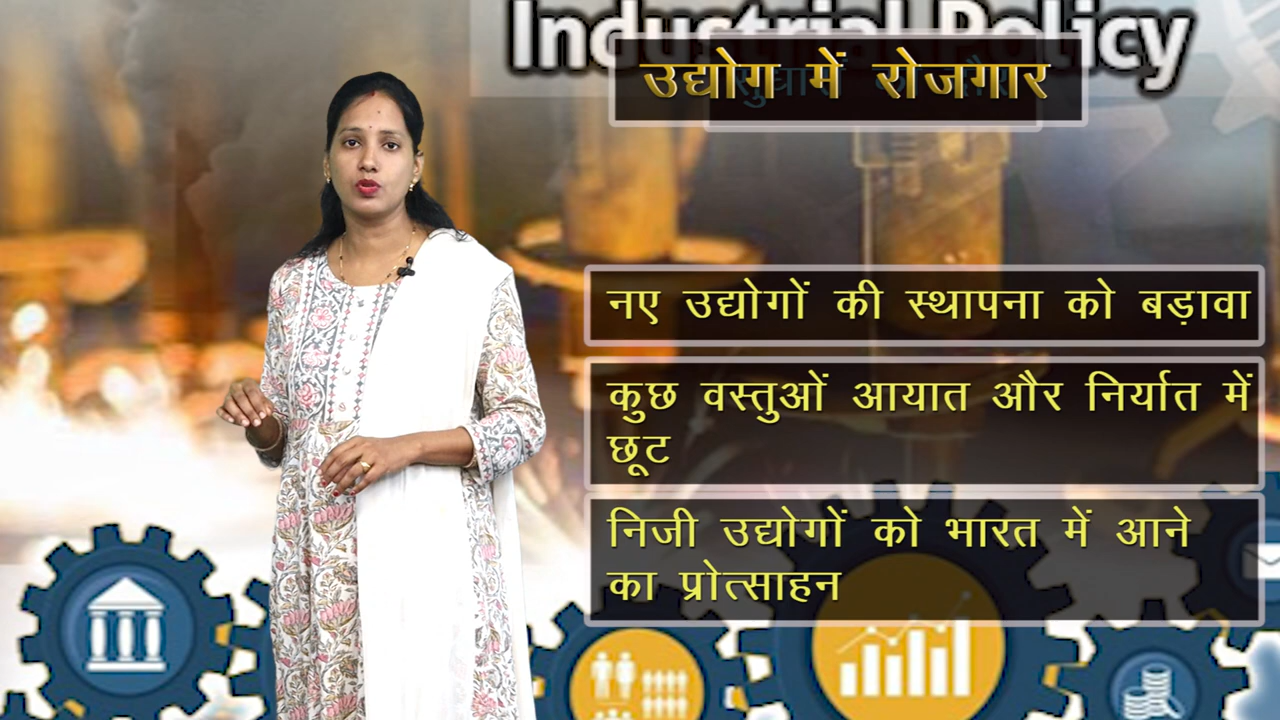 Industrial Policy
उद्योग में रोजगार
नए उद्योगों की स्थापना को बड़ावा
कुछ वस्तुओं आयात और निर्यात में
छूट
निजी उद्योगों को भारत में आने
का प्रोत्साहन